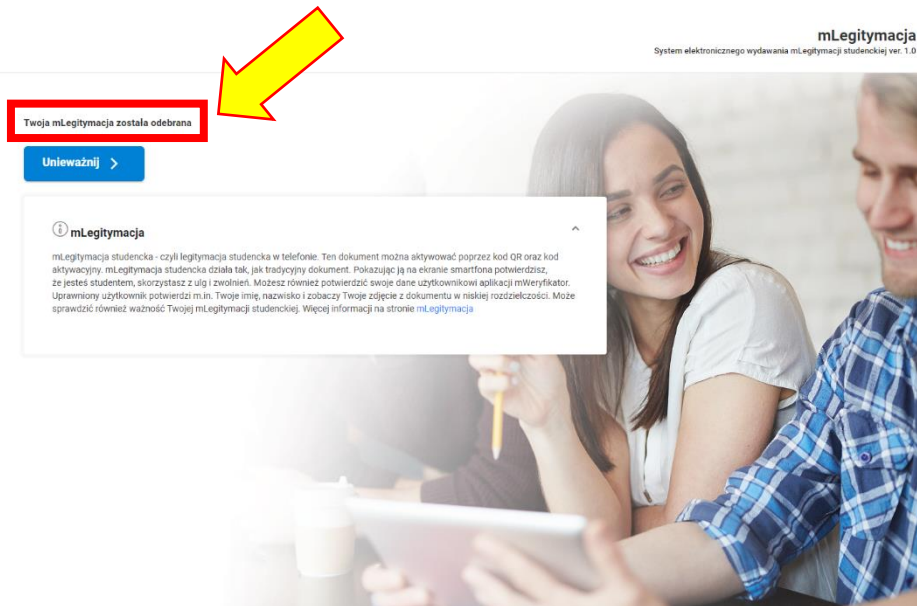 mLegitymacja
System elektronicznego wydawania mLegitymacji studenckiej ver. 1.0
Twoja mLegitymacja została odebrana
Unieważnij
mLegitymacja
mLegitymacja studencka - czyli legitymacja studencka w telefonie. Ten dokument można aktywować poprzez kod QR oraz kod
aktywacyjny. mLegitymacja studencka działa tak, jak tradycyjny dokument. Pokazując ją na ekranie smartfona potwierdzisz,
że jesteś studentem, skorzystasz z ulg i zwolnień. Możesz również potwierdzić swoje dane użytkownikowi aplikacji mWeryfikator.
Uprawniony użytkownik potwierdzi m.in. Twoje imię, nazwisko i zobaczy Twoje zdjęcie z dokumentu w niskiej rozdzielczości. Może
sprawdzić również ważność Twojej mLegitymacji studenckiej. Więcej informacji na stronie mLegitymacja